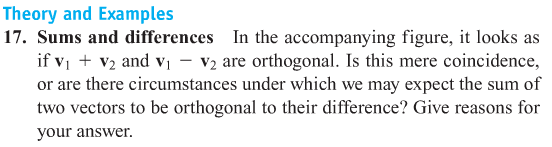 Theory and Examples
17. Sums and differences In the accompanying figure, it looks as
if v₁ + v₂ and v₁ − v₂ are orthogonal. Is this mere coincidence,
or are there circumstances under which we may expect the sum of
two vectors to be orthogonal to their difference? Give reasons for
your answer.